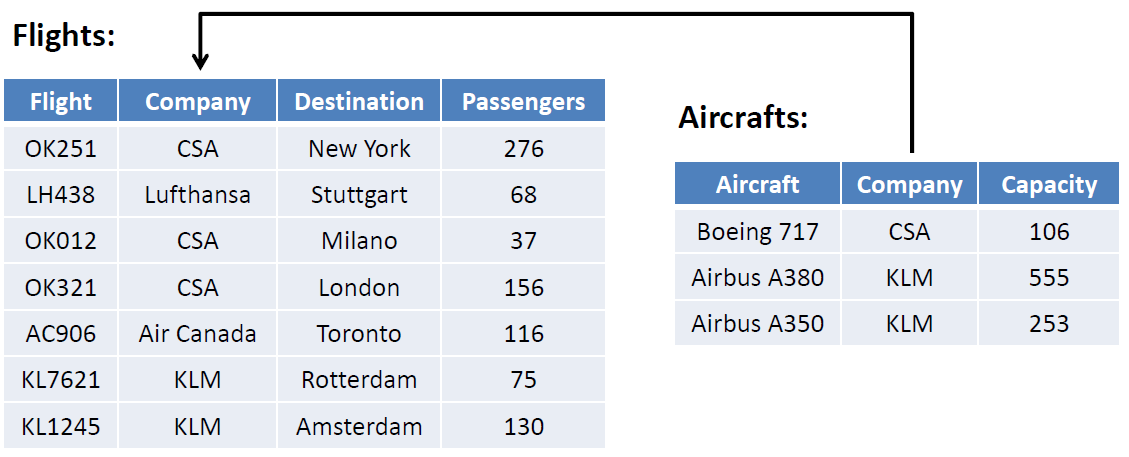 Flights:
Flight Company Destination Passengers
OK251 CSA New York 276
LH438 Lufthansa Stuttgart 68
OK012 CSA Milano 37
OK321 CSA London 156
AC906 Air Canada Toronto 116
KL7621 KLM Rotterdam 75
KL1245 KLM Amsterdam 130
Aircrafts:
Aircraft Company Capacity
Boeing 717 CSA 106
Airbus A380 KLM 555
Airbus A350 KLM 253